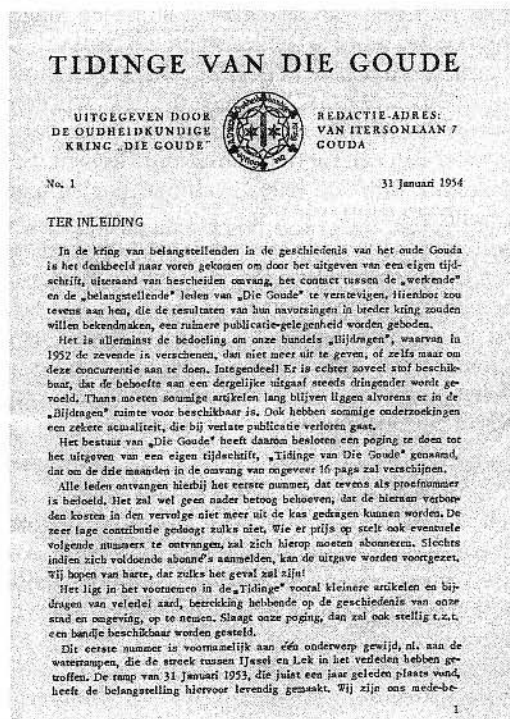 TIDINGE VAN DIE GOUDE
UITGEGEVEN DOOR
DE OUDHEIDKUNDIGE
KRING „DIE GOUDE"
REDACTIE-ADRES:
VAN ITERSONLAAN 7
GOUDA
No. 1
31 Januari 1954
TER INLEIDING
In de kring van belangstellenden in de geschiedenis van het oude Gouda
is het denkbeeld naar voren gekomen om door het uitgeven van een eigen tijd-
schrift, uiteraard van bescheiden omvang, het contact tussen de „werkende"
en de „belangstellende" leden van „Die Goude" te verstevigen. Hierdoor zou
tevens aan hen, die de resultaten van hun navorsingen in breder kring zouden
willen bekendmaken, een ruimere publicatie-gelegenheid worden geboden.
Het is allerminst de bedoeling om onze bundels „Bijdragen", waarvan in
1952 de zevende is verschenen, dan niet meer uit te geven, of zelfs maar om
deze concurrentie aan te doen. Integendeel! Er is echter zoveel stof beschik-
baar, dat de behoefte aan een dergelijke uitgaaf steeds dringender wordt ge-
voeld. Thans moeten sommige artikelen lang blijven liggen alvorens er in de
„Bijdragen" ruimte voor beschikbaar is. Ook hebben sommige onderzoekingen
een zekere actualiteit, die bij verlate publicatie verloren gaat.
Het bestuur van „Die Goude" heeft daarom besloten een poging te doen tot
het uitgeven van een eigen tijdschrift, „Tidinge van Die Goude" genaamd,
dat om de drie maanden in de omvang van ongeveer 16 paga zal verschijnen.
Alle leden ontvangen hierbij het eerste nummer, dat tevens als proefnummer
is bedoeld. Het zal wel geen nader betoog behoeven, dat de hieraan verbon-
den kosten in den vervolge niet meer uit de kas gedragen kunnen worden. De
zeer lage contributie gedoogt zulks niet. Wie er prijs op stelt ook eventuele
volgende nummers te ontvangen, zal zich hierop moeten abonneren. Slechts
indien zich voldoende abonné's aanmelden, kan de uitgave worden voortgezet.
Wij hopen van harte, dat zulks het geval zal zijn!
Het ligt in het voornemen in de „Tidinge" vooral kleinere artikelen en bij-
dragen van velerlei aard, betrekking hebbende op de geschiedenis van onze
stad en omgeving, op te nemen. Slaagt onze poging, dan zal ook stellig t.z.t.
een bandje beschikbaar worden gesteld.
Dit eerste nummer is voornamelijk aan één onderwerp gewijd, nl. aan de
watersrampen, die de streek tussen IJssel en Lek in het verleden hebben ge-
troffen. De ramp van 31 Januari 1953, die juist een jaar geleden plaats vond,
heeft de belangstelling hiervoor levendig gemaakt. Wij zijn ons mede-be-
1